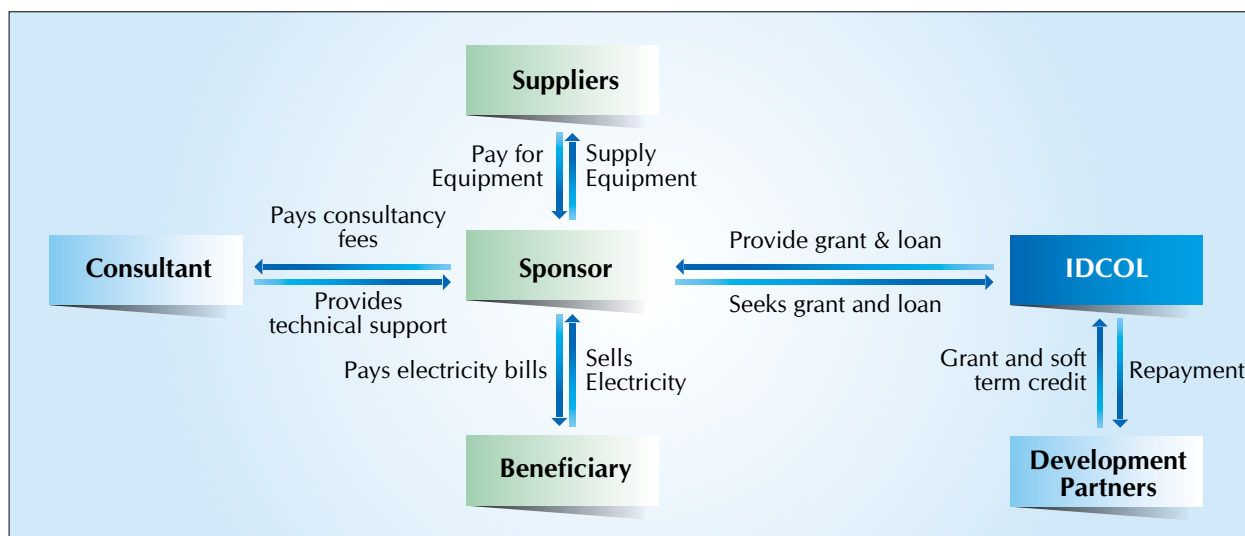 Suppliers
Pay for
Equipment
Supply
Equipment
Pays consultancy
fees
Consultant
Sponsor
Provide grant & loan
IDCOL
Provides
technical support
Seeks grant and loan
Pays electricity bills
Sells
Electricity
Grant and soft
term credit
Repayment
Beneficiary
Development
Partners